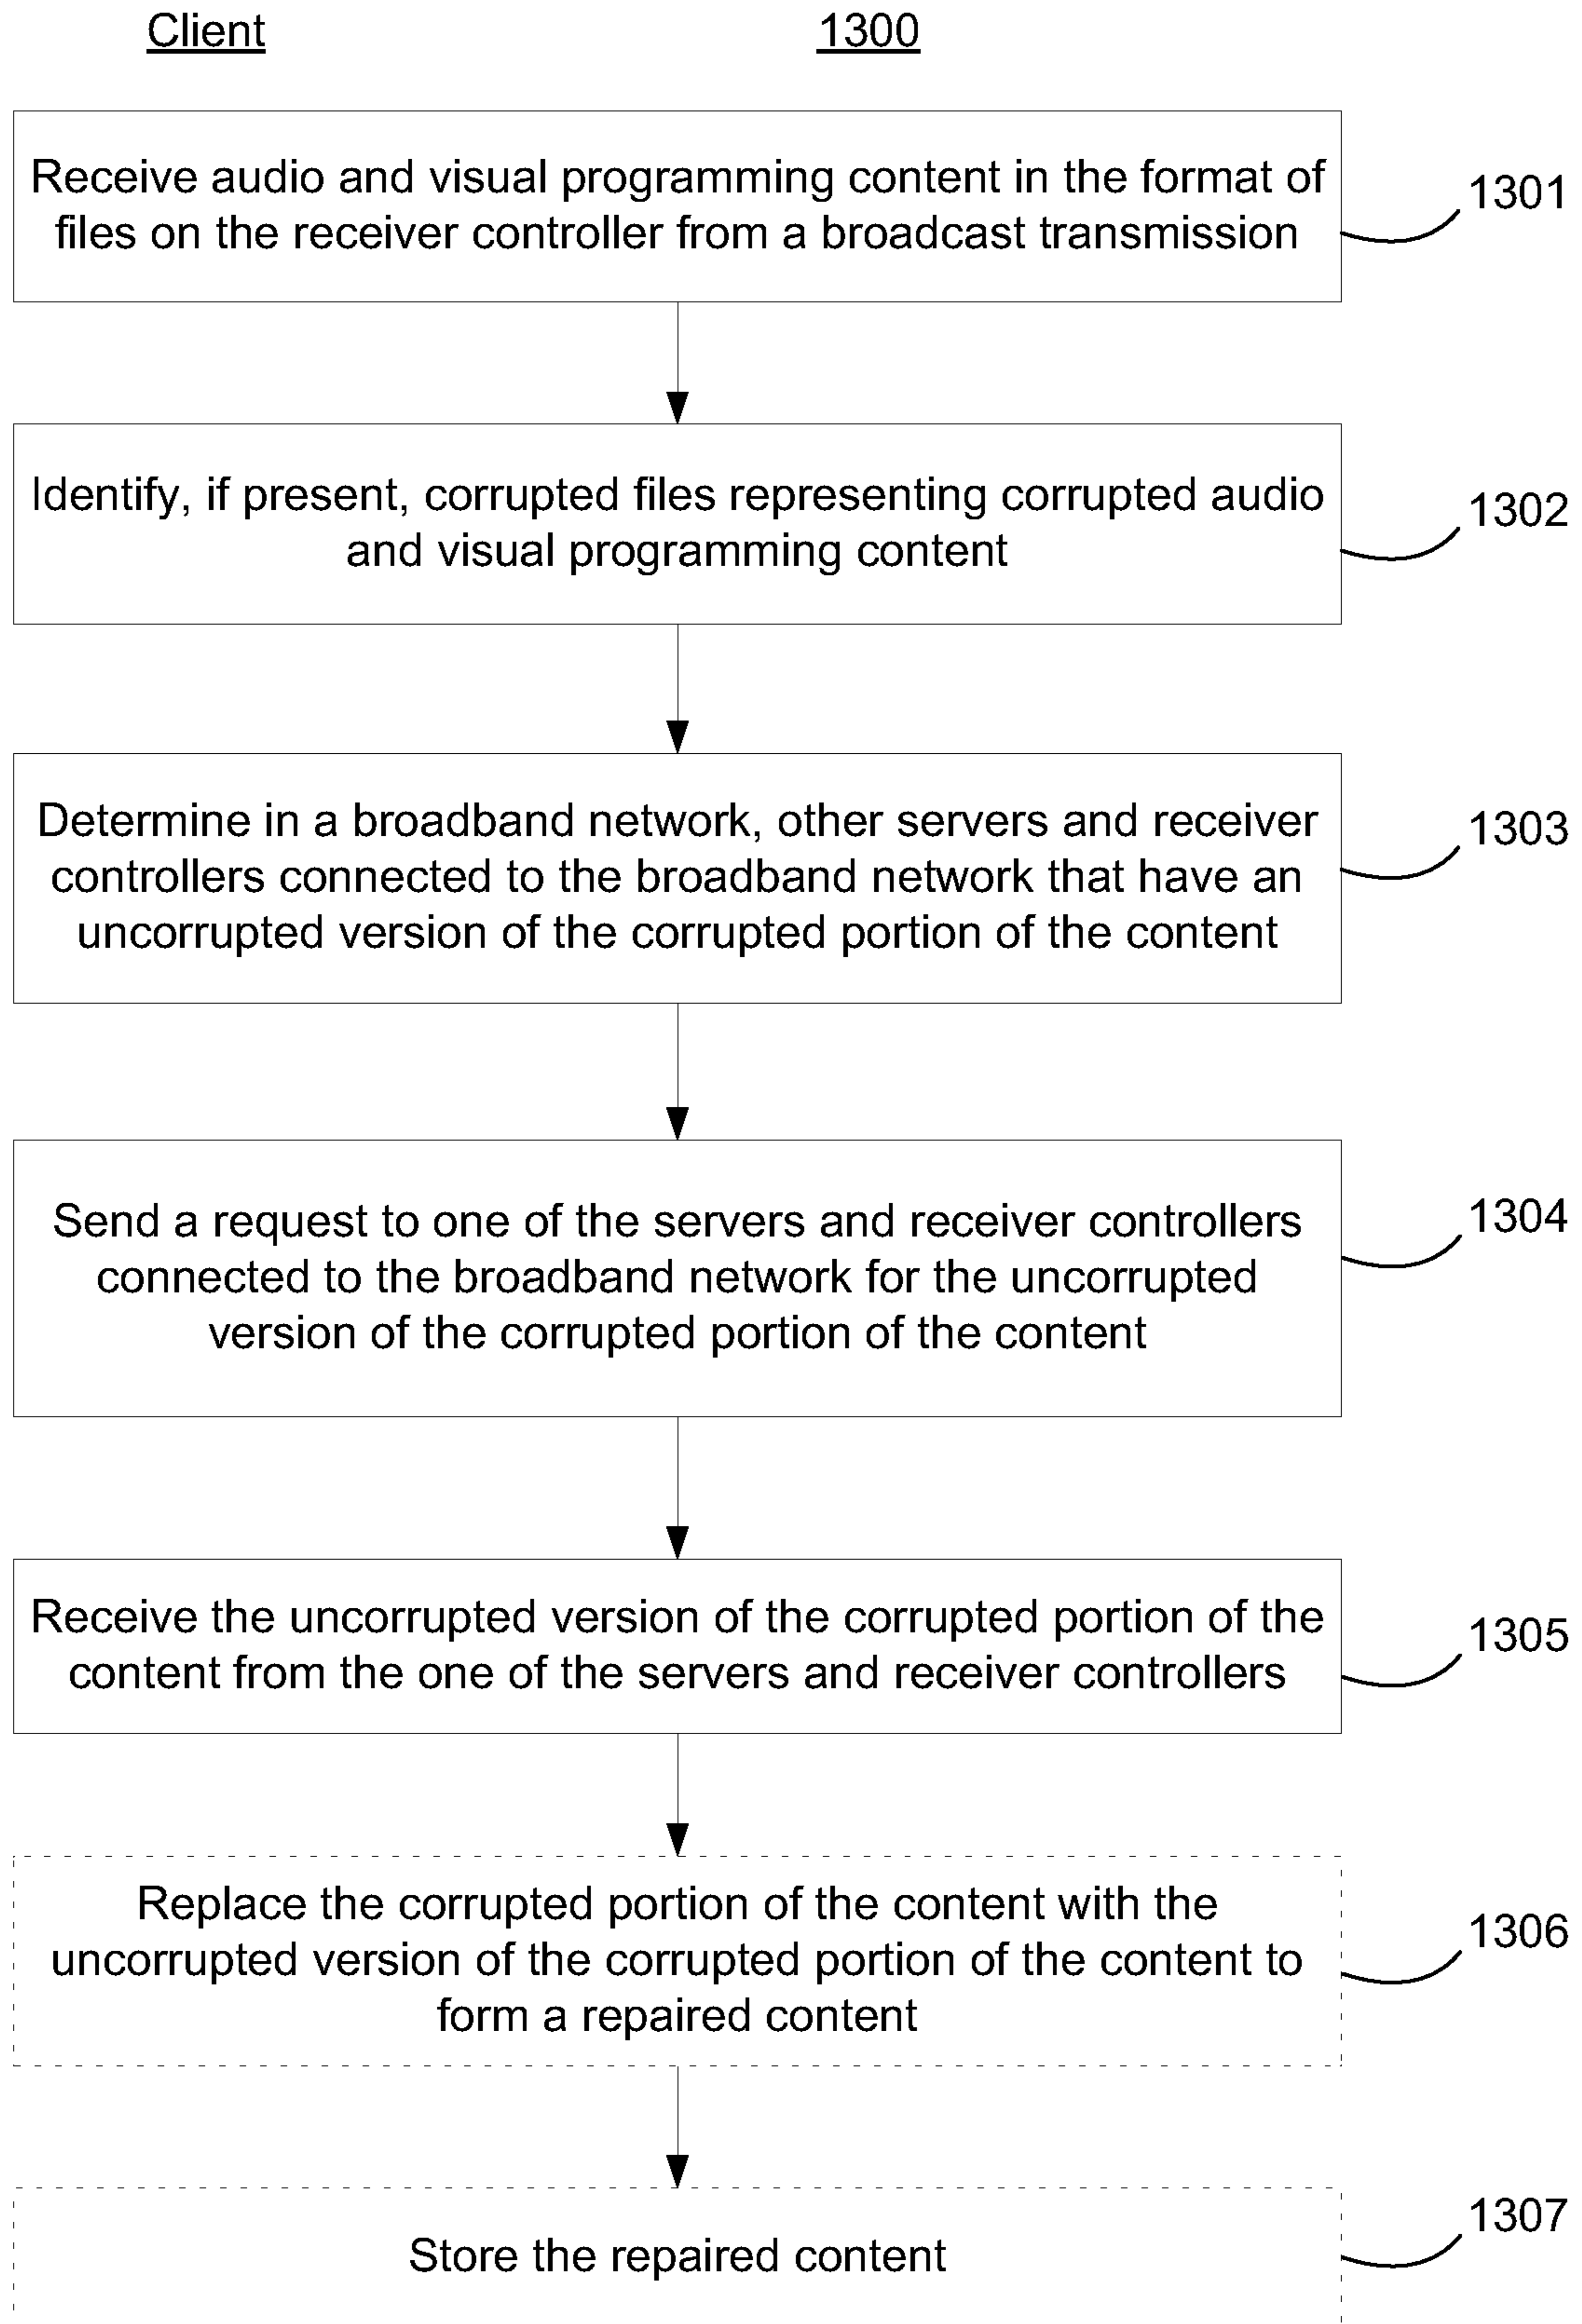 Client 1300
Receive audio and visual programming content in the format of
files on the receiver controller from a broadcast transmission
1301
Identify, if present, corrupted files representing corrupted audio
and visual programming content
1302
Determine in a broadband network, other servers and receiver
controllers connected to the broadband network that have an
uncorrupted version of the corrupted portion of the content
1303
Send a request to one of the servers and receiver controllers
connected to the broadband network for the uncorrupted
version of the corrupted portion of the content
1304
Receive the uncorrupted version of the corrupted portion of the
content from the one of the servers and receiver controllers
1305
Replace the corrupted portion of the content with the
uncorrupted version of the corrupted portion of the content to
form a repaired content
1306
Store the repaired content
1307